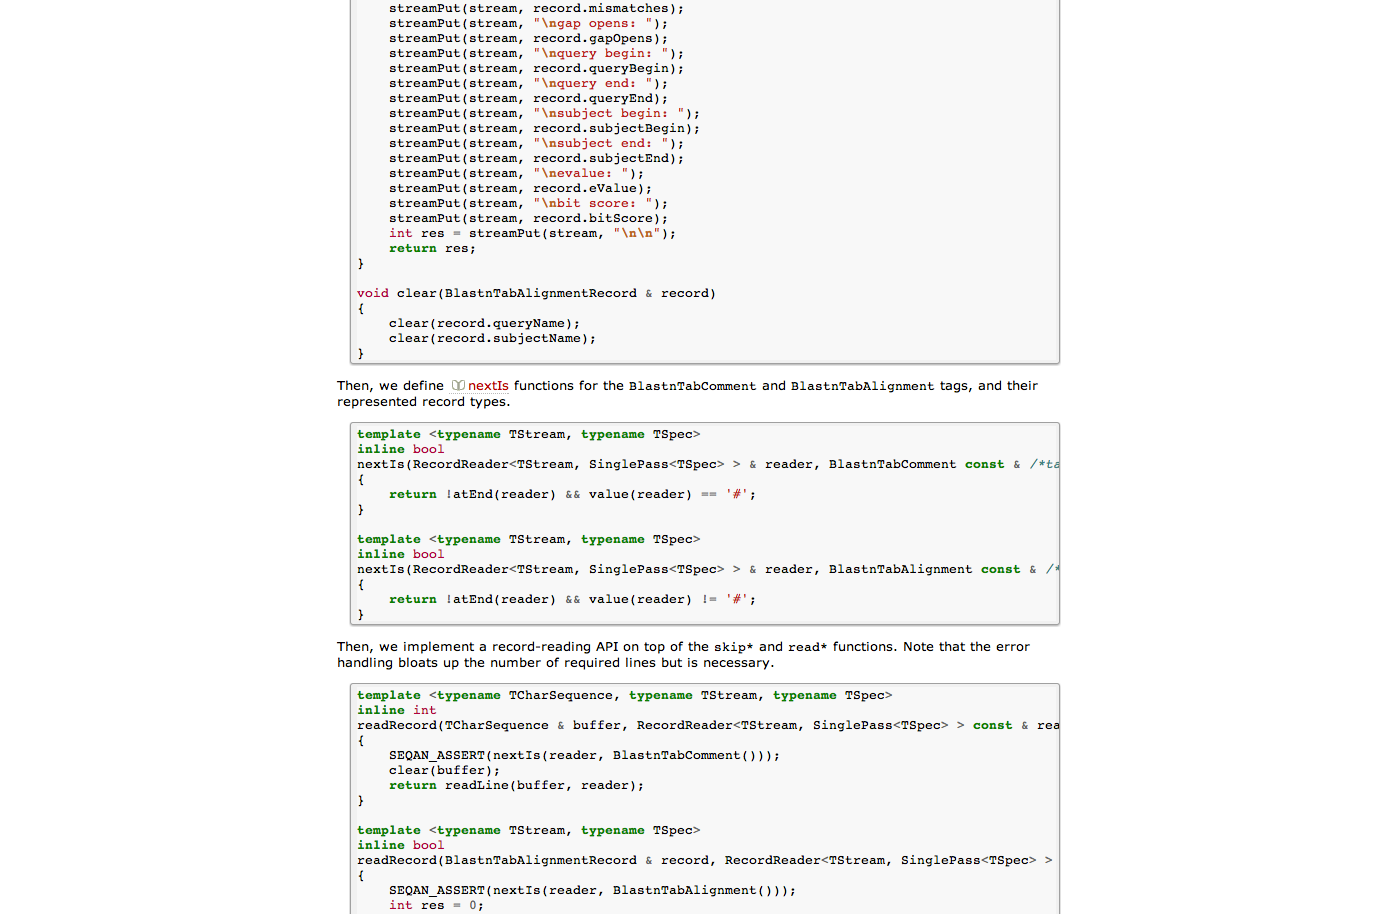 streamPut(stream, record.mismatches);
    streamPut(stream, "\ngap opens: ");
    streamPut(stream, record.gapOpens);
    streamPut(stream, "\nquery begin: ");
    streamPut(stream, record.queryBegin);
    streamPut(stream, "\nquery end: ");
    streamPut(stream, record.queryEnd);
    streamPut(stream, "\nsubject begin: ");
    streamPut(stream, record.subjectBegin);
    streamPut(stream, "\nsubject end: ");
    streamPut(stream, record.subjectEnd);
    streamPut(stream, "\nevalue: ");
    streamPut(stream, record.eValue);
    streamPut(stream, "\nbit score: ");
    streamPut(stream, record.bitScore);
    int res = streamPut(stream, "\n\n");
    return res;
}
void clear(BlastnTabAlignmentRecord & record)
{
    clear(record.queryName);
    clear(record.subjectName);
}
Then, we define nextIs functions for the BlastnTabComment and BlastnTabAlignment tags, and their
represented record types.
template <typename TStream, typename TSpec>
inline bool
nextIs(RecordReader<TStream, SinglePass<TSpec> > & reader, BlastnTabComment const & /*ta
{
    return !atEnd(reader) && value(reader) == '#';
}
template <typename TStream, typename TSpec>
inline bool
nextIs(RecordReader<TStream, SinglePass<TSpec> > & reader, BlastnTabAlignment const & /*
{
    return !atEnd(reader) && value(reader) != '#';
}
Then, we implement a record-reading API on top of the skip* and read* functions. Note that the error
handling bloats up the number of required lines but is necessary.
template <typename TCharSequence, typename TStream, typename TSpec>
inline int
readRecord(TCharSequence & buffer, RecordReader<TStream, SinglePass<TSpec> > const & rea
{
    SEQAN_ASSERT(nextIs(reader, BlastnTabComment()));
    clear(buffer);
    return readLine(buffer, reader);
}
template <typename TStream, typename TSpec>
inline bool
readRecord(BlastnTabAlignmentRecord & record, RecordReader<TStream, SinglePass<TSpec> >
{
    SEQAN_ASSERT(nextIs(reader, BlastnTabAlignment()));
    int res = 0;